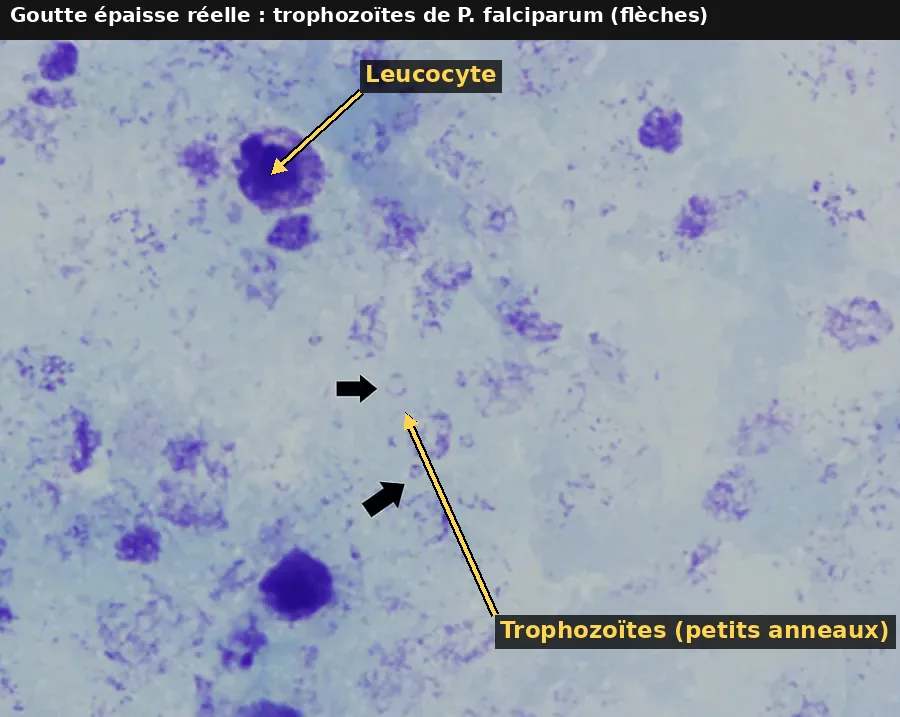 Goutte épaisse réelle : trophozoïtes de P. falciparum (flèches)
Leucocyte
Trophozoïtes (petits anneaux)